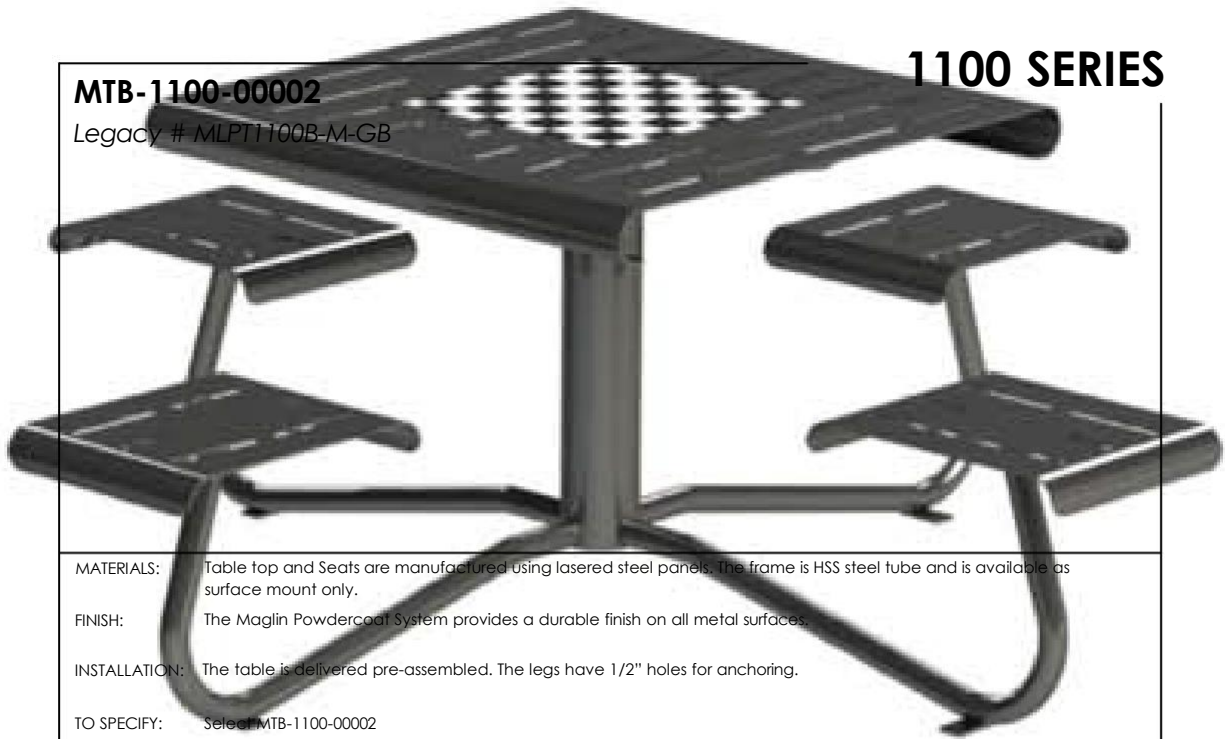 1100 SERIES
MTB-1100-00002
Legacy # MLPT1100B-M-GB
MATERIALS: Table top and Seats are manufactured using lasered steel panels. The frame is HSS steel tube and is available as
surface mount only.
FINISH: The Maglin Powdercoat System provides a durable finish on all metal surfaces.
INSTALLATION: The table is delivered pre-assembled. The legs have 1/2” holes for anchoring.
TO SPECIFY: Select MTB-1100-00002